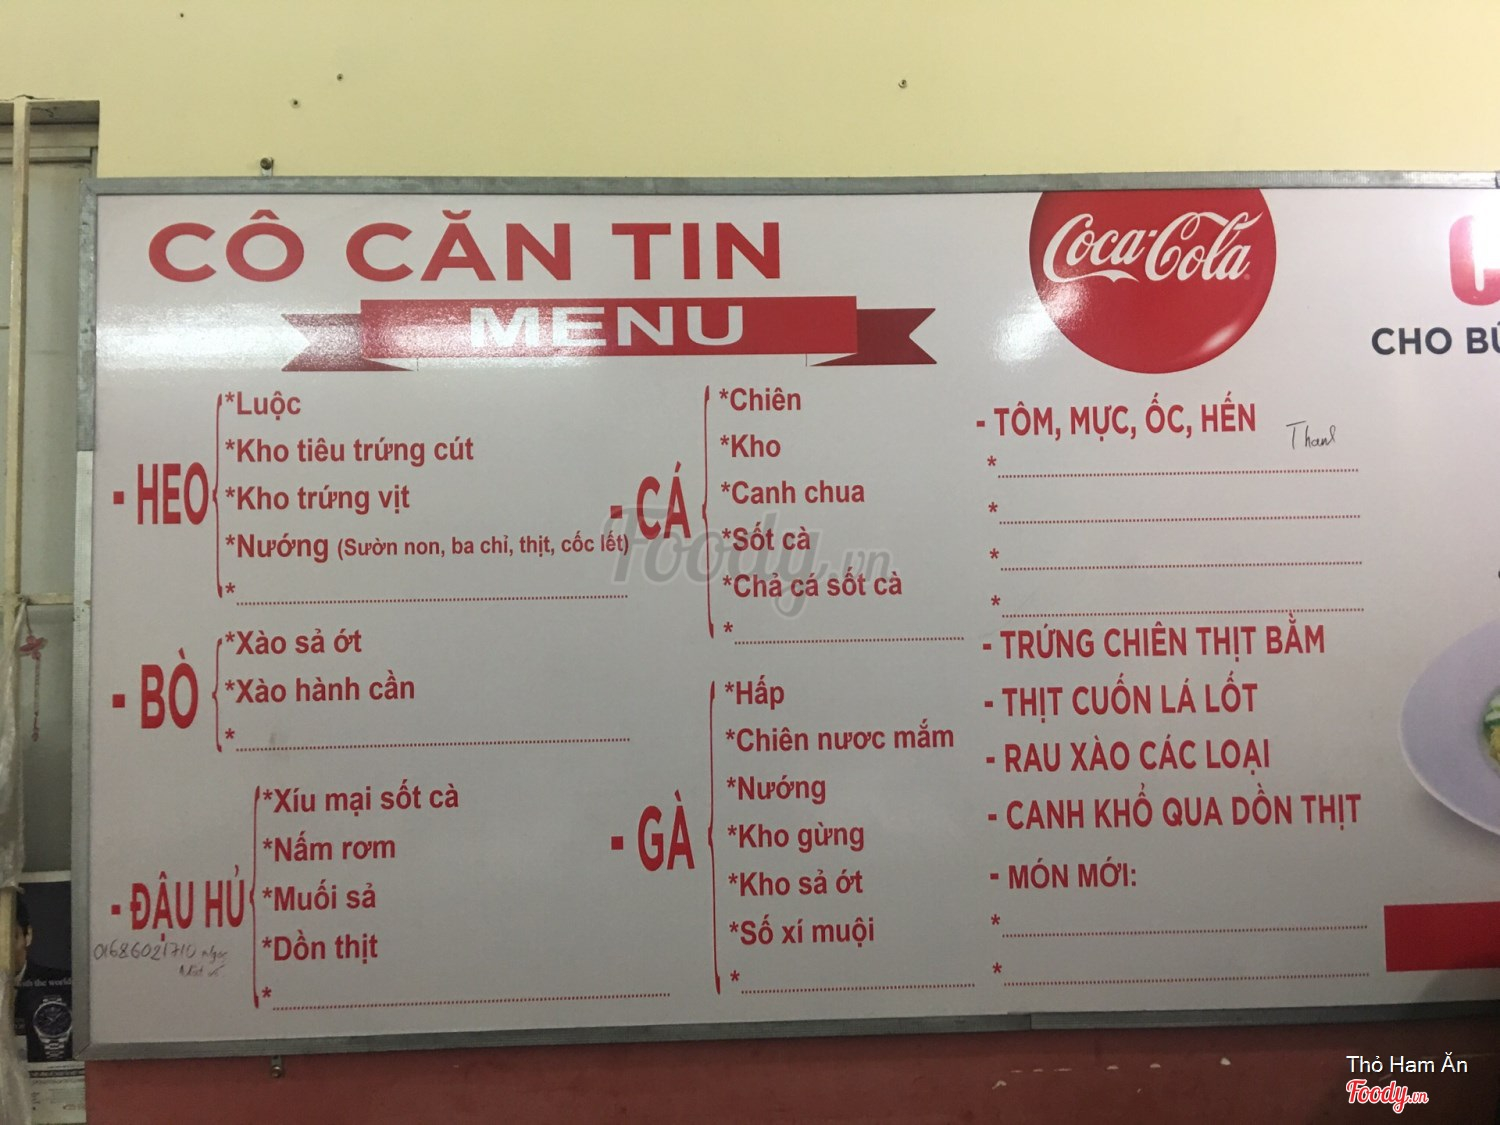 CÔ CĂN TIN
MENU
Coca-Cola
CHO BÚ
- HEO
*Luộc
*Kho tiêu trứng cút
*Kho trứng vịt
*Nướng (Sườn non, ba chỉ, thịt, cốc lết)
*
- BÒ
*Xào sả ớt
*Xào hành cần
*
- ĐẬU HỦ
*Xíu mại sốt cà
*Nấm rơm
*Muối sả
*Dồn thịt
*
01686021710
- CÁ
*Chiên
*Kho
*Canh chua
*Sốt cà
*Chả cá sốt cà
*
- GÀ
*Hấp
*Chiên nươc mắm
*Nướng
*Kho gừng
*Kho sả ớt
*Số xí muội
*
- TÔM, MỰC, ỐC, HẾN
*
*
*
*
- TRỨNG CHIÊN THỊT BẰM
- THỊT CUỐN LÁ LỐT
- RAU XÀO CÁC LOẠI
- CANH KHỔ QUA DỒN THỊT
- MÓN MỚI:
*
*
Foody.vn
Thỏ Ham Ăn
Foody.vn